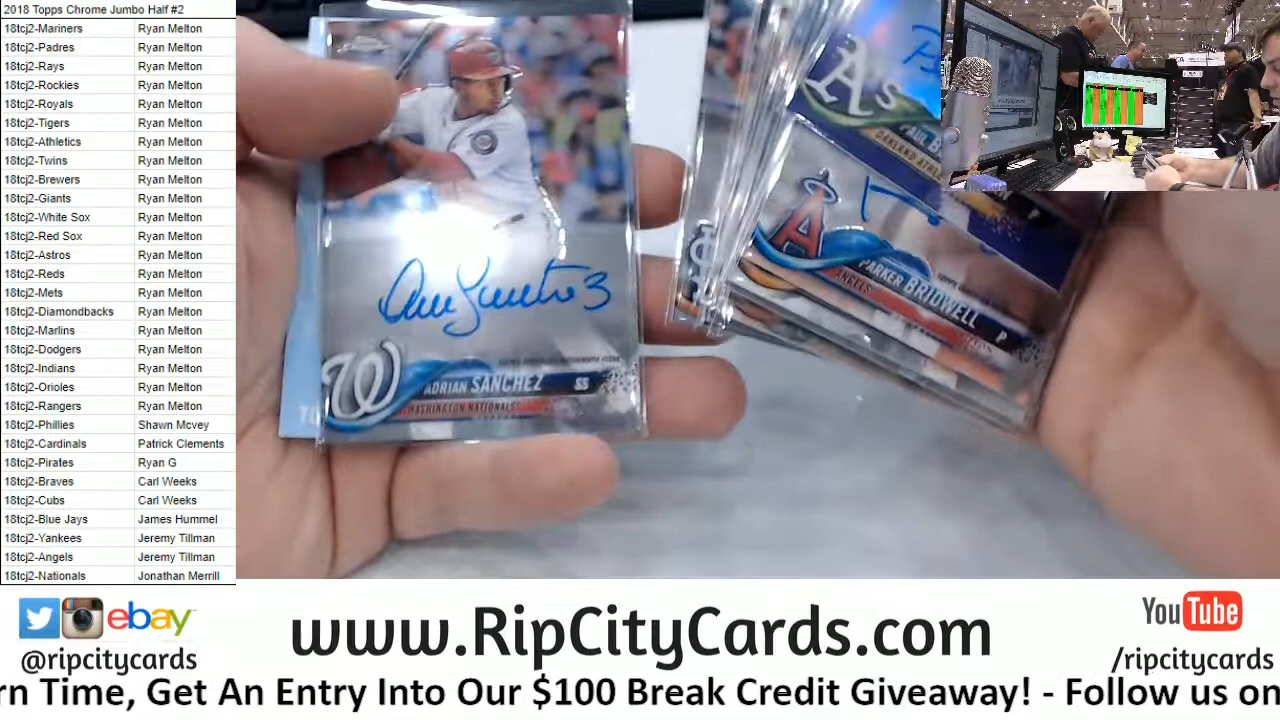 2018 Topps Chrome Jumbo Half #2
18tcj2-Mariners Ryan Melton
18tcj2-Padres Ryan Melton
18tcj2-Rays Ryan Melton
18tcj2-Rockies Ryan Melton
18tcj2-Royals Ryan Melton
18tcj2-Tigers Ryan Melton
18tcj2-Athletics Ryan Melton
18tcj2-Twins Ryan Melton
18tcj2-Brewers Ryan Melton
18tcj2-Giants Ryan Melton
18tcj2-White Sox Ryan Melton
18tcj2-Red Sox Ryan Melton
18tcj2-Astros Ryan Melton
18tcj2-Reds Ryan Melton
18tcj2-Mets Ryan Melton
18tcj2-Diamondbacks Ryan Melton
18tcj2-Marlins Ryan Melton
18tcj2-Dodgers Ryan Melton
18tcj2-Indians Ryan Melton
18tcj2-Orioles Ryan Melton
18tcj2-Rangers Ryan Melton
18tcj2-Phillies Shawn Mcvey
18tcj2-Cardinals Patrick Clements
18tcj2-Pirates Ryan G
18tcj2-Braves Carl Weeks
18tcj2-Cubs Carl Weeks
18tcj2-Blue Jays James Hummel
18tcj2-Yankees Jeremy Tillman
18tcj2-Angels Jeremy Tillman
18tcj2-Nationals Jonathan Merrill
W
ADRIAN SANCHEZ SS
WASHINGTON NATIONALS
A's
PAUL B
OAKLAND ATHLE
A
PARKER BRIDWELL P
ANGELS
ebay
@ripcitycards
www.RipCityCards.com
YouTube
/ripcitycards
rn Time, Get An Entry Into Our $100 Break Credit Giveaway! - Follow us on